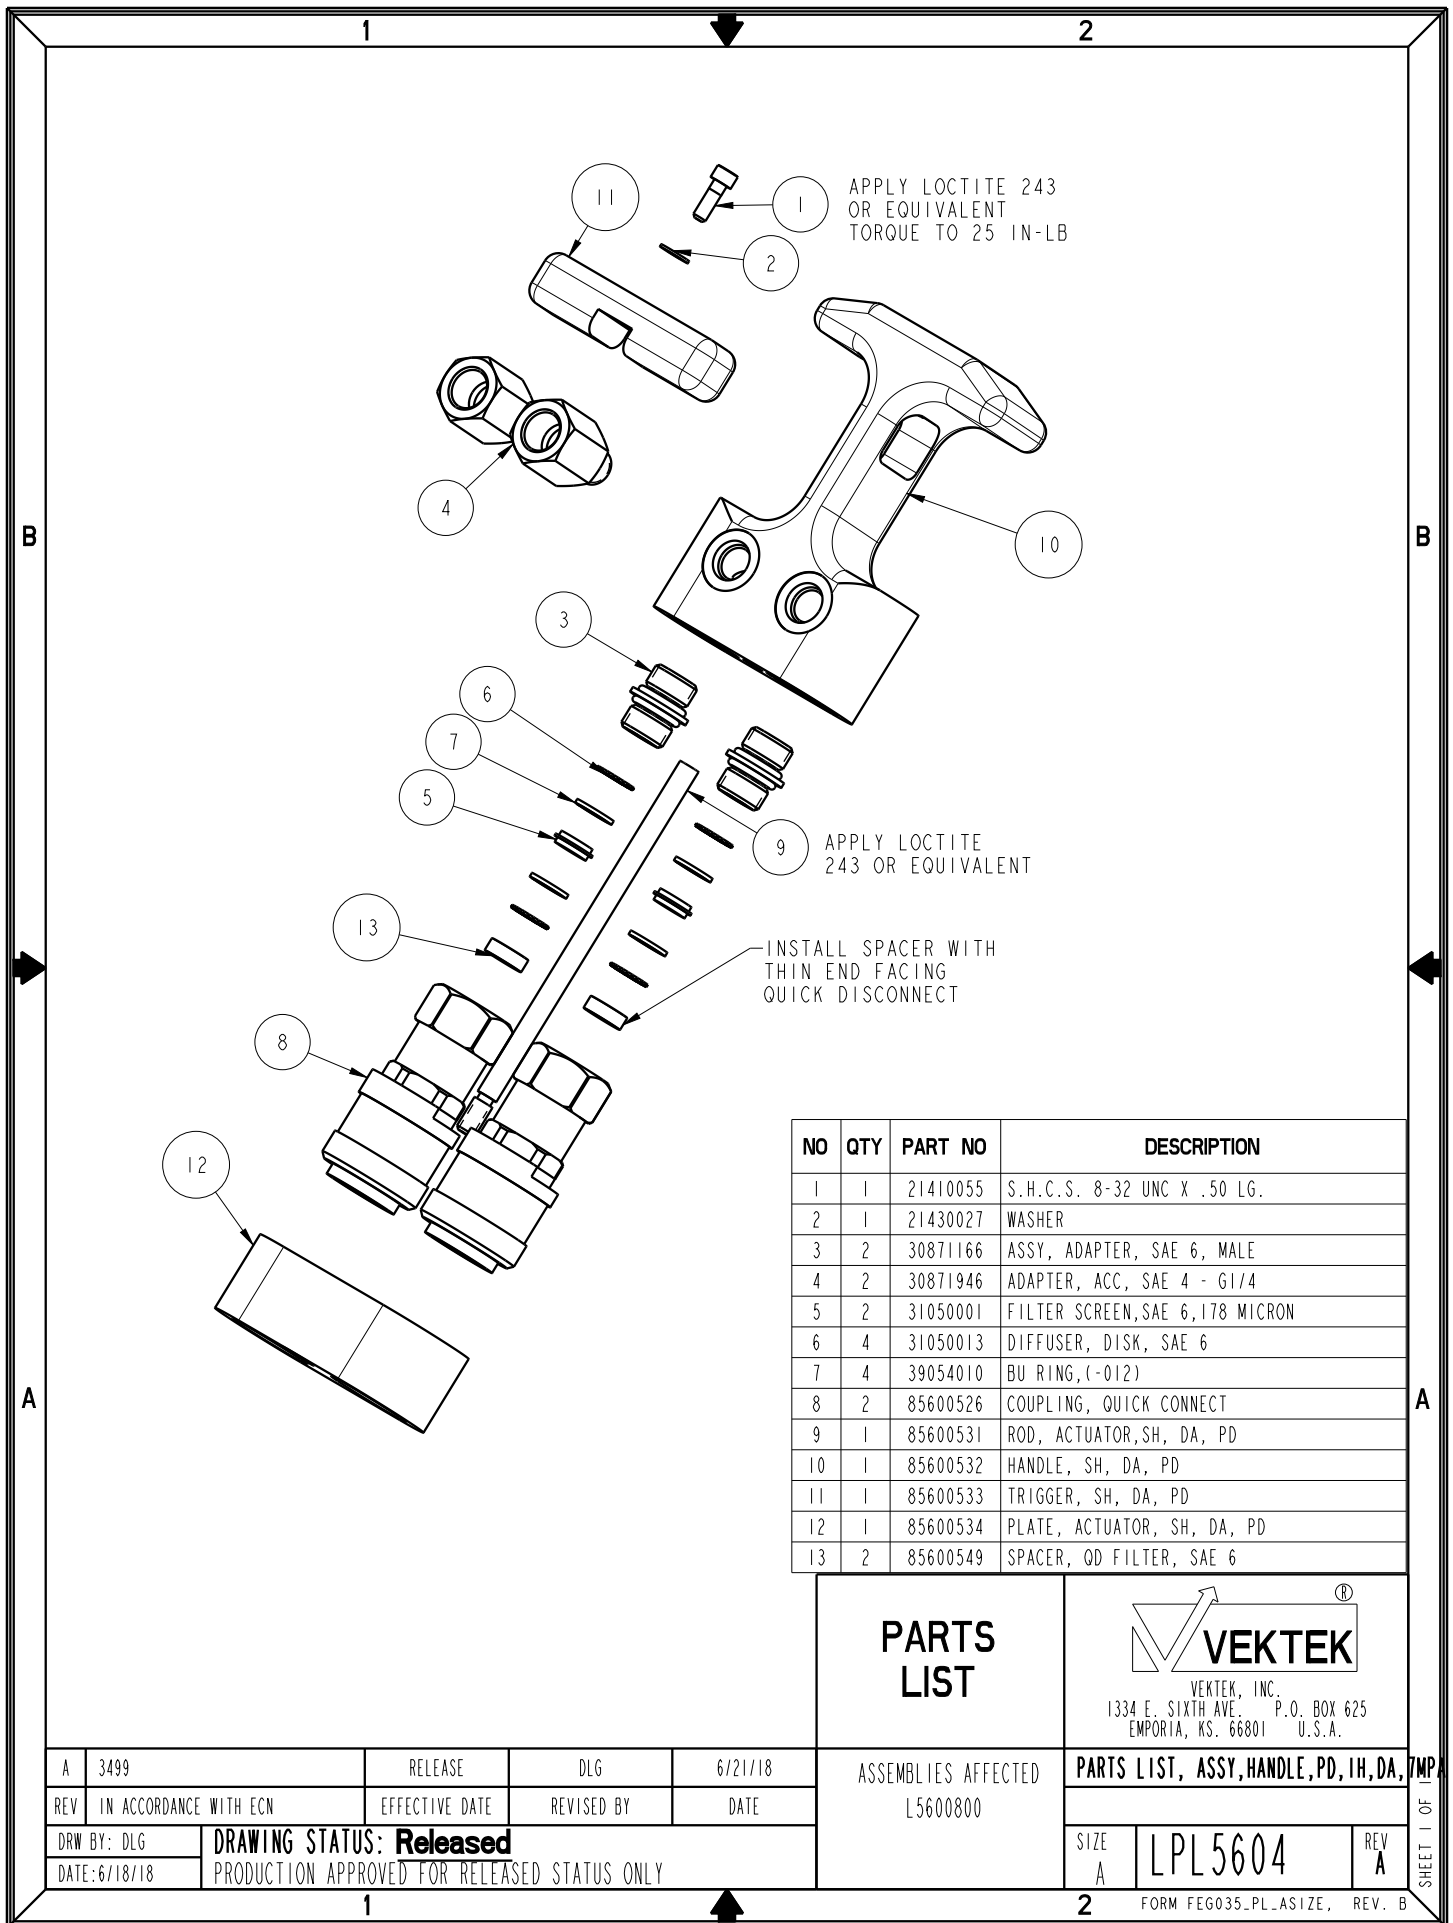 1 2
11
1
APPLY LOCTITE 243
OR EQUIVALENT
TORQUE TO 25 IN-LB
2
4
B B
10
3
6
7
5
9
APPLY LOCTITE
243 OR EQUIVALENT
13
INSTALL SPACER WITH
THIN END FACING
QUICK DISCONNECT
8
12
NO QTY PART NO DESCRIPTION
1 1 21410055 S.H.C.S. 8-32 UNC X .50 LG.
2 1 21430027 WASHER
3 2 30871166 ASSY, ADAPTER, SAE 6, MALE
4 2 30871946 ADAPTER, ACC, SAE 4 - G1/4
5 2 31050001 FILTER SCREEN,SAE 6,178 MICRON
6 4 31050013 DIFFUSER, DISK, SAE 6
7 4 39054010 BU RING,(-012)
A A
8 2 85600526 COUPLING, QUICK CONNECT
9 1 85600531 ROD, ACTUATOR,SH, DA, PD
10 1 85600532 HANDLE, SH, DA, PD
11 1 85600533 TRIGGER, SH, DA, PD
12 1 85600534 PLATE, ACTUATOR, SH, DA, PD
13 2 85600549 SPACER, QD FILTER, SAE 6
PARTS
LIST
®
VEKTEK
VEKTEK, INC.
1334 E. SIXTH AVE. P.O. BOX 625
EMPORIA, KS. 66801 U.S.A.
A 3499 RELEASE DLG 6/21/18
REV IN ACCORDANCE WITH ECN EFFECTIVE DATE REVISED BY DATE
ASSEMBLIES AFFECTED
L5600800
PARTS LIST, ASSY,HANDLE,PD,IH,DA,7MPA
DRW BY: DLG
DATE:6/18/18
DRAWING STATUS: Released
PRODUCTION APPROVED FOR RELEASED STATUS ONLY
SIZE
A
LPL5604
REV
A
SHEET 1 OF 1
1 2
FORM FEG035_PL_ASIZE, REV. B